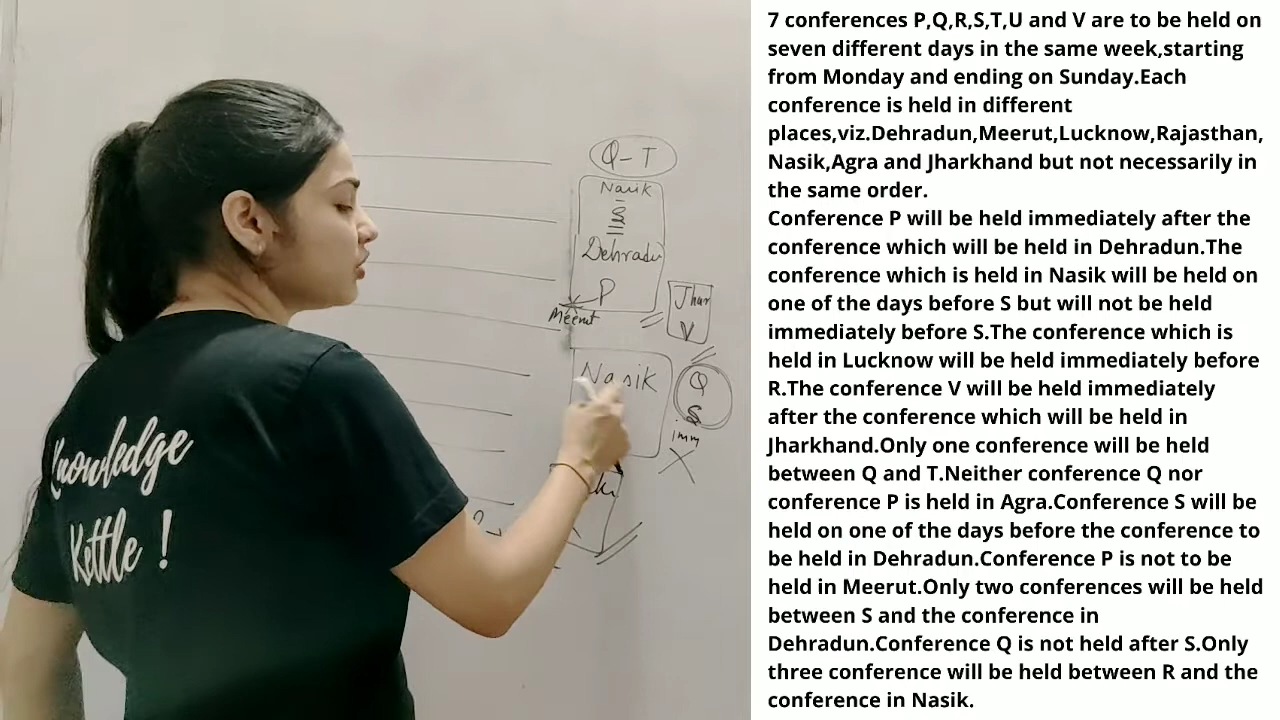 Q-T
Nasik
S
Dehradu
P
Meerut
Jhar
V
Nasik
Q
S
imm
Knowledge
Kettle !
7 conferences P,Q,R,S,T,U and V are to be held on
seven different days in the same week,starting
from Monday and ending on Sunday.Each
conference is held in different
places,viz.Dehradun,Meerut,Lucknow,Rajasthan,
Nasik,Agra and Jharkhand but not necessarily in
the same order.
Conference P will be held immediately after the
conference which will be held in Dehradun.The
conference which is held in Nasik will be held on
one of the days before S but will not be held
immediately before S.The conference which is
held in Lucknow will be held immediately before
R.The conference V will be held immediately
after the conference which will be held in
Jharkhand.Only one conference will be held
between Q and T.Neither conference Q nor
conference P is held in Agra.Conference S will be
held on one of the days before the conference to
be held in Dehradun.Conference P is not to be
held in Meerut.Only two conferences will be held
between S and the conference in
Dehradun.Conference Q is not held after S.Only
three conference will be held between R and the
conference in Nasik.